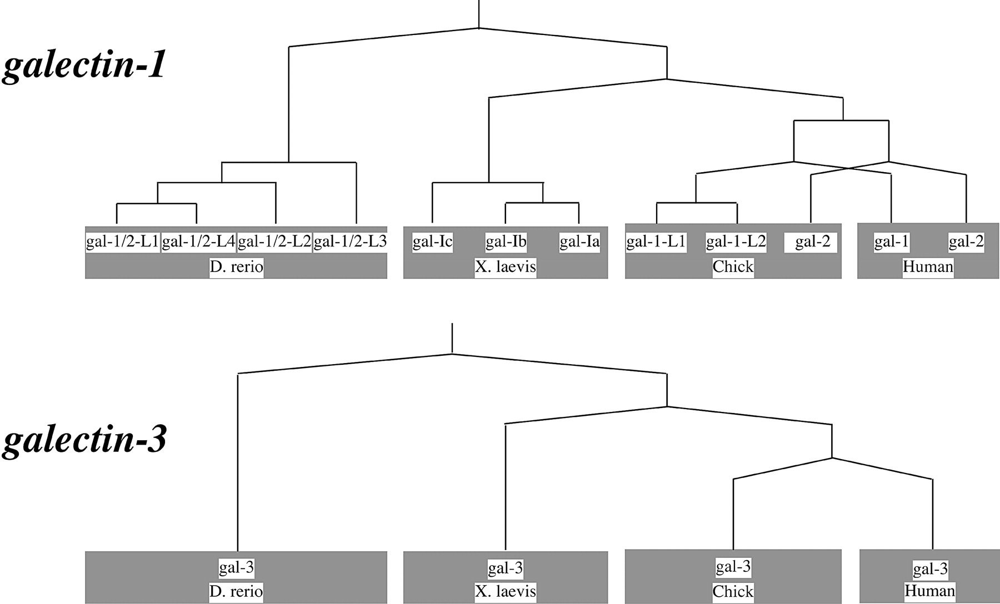 galectin-1
gal-1/2-L1 gal-1/2-L4 gal-1/2-L2 gal-1/2-L3 gal-Ic gal-Ib gal-Ia gal-1-L1 gal-1-L2 gal-2 gal-1 gal-2
D. rerio X. laevis Chick Human
galectin-3
gal-3 gal-3 gal-3 gal-3
D. rerio X. laevis Chick Human